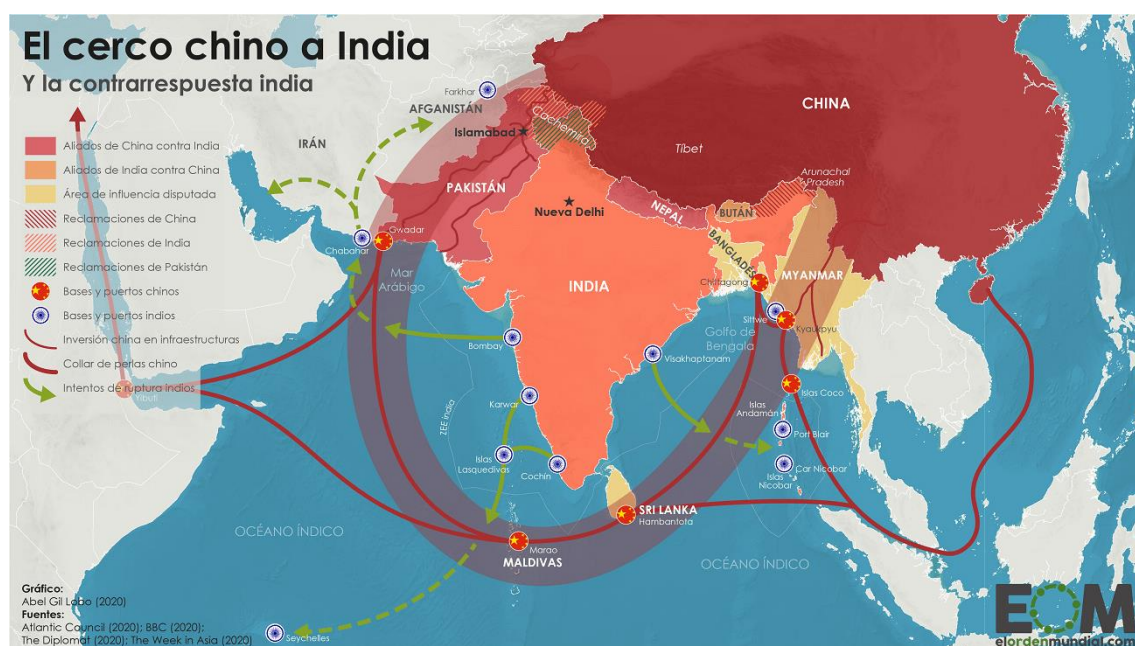 El cerco chino a India
Y la contrarrespuesta india
Aliados de China contra India
Aliados de India contra China
Área de influencia disputada
Reclamaciones de China
Reclamaciones de India
Reclamaciones de Pakistán
Bases y puertos chinos
Bases y puertos indios
Inversión china en infraestructuras
Collar de perlas chino
Intentos de ruptura indios
Yibuti
Farkhar
AFGANISTÁN
IRÁN
Islamabad
Cachemira
CHINA
Tíbet
Arunachal
Pradesh
PAKISTÁN
Nueva Delhi
NEPAL
BUTÁN
Gwadar
Chabahar
Mar
Arábigo
BANGLADÉS
Chittagong
MYANMAR
INDIA
Sittwe
Kyaukpyu
Golfo de
Bengala
Bombay
Visakhaptanam
Karwar
ZEE India
Islas Coco
Islas
Andamán
Port Blair
Islas
Lasquedivas
Cochín
Car Nicobar
Islas
Nicobar
SRI LANKA
Hambantota
OCÉANO ÍNDICO
Marao
MALDIVAS
OCÉANO ÍNDICO
Seychelles
Gráfico:
Abel Gil Lobo (2020)
Fuentes:
Atlantic Council (2020); BBC (2020);
The Diplomat (2020); The Week in Asia (2020)
EOM
elordenmundial.com